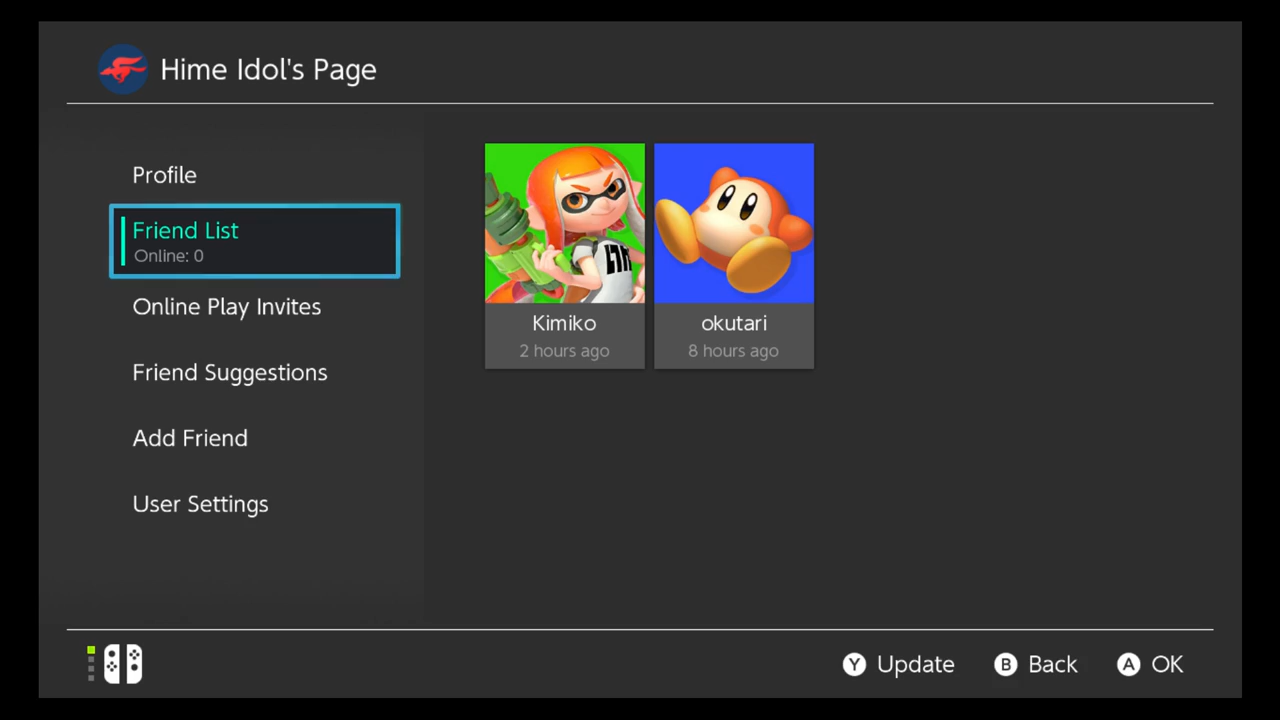 Hime Idol's Page
Profile
Friend List
Online: 0
Online Play Invites
Friend Suggestions
Add Friend
User Settings
Kimiko
2 hours ago
okutari
8 hours ago
Y Update
B Back
A OK